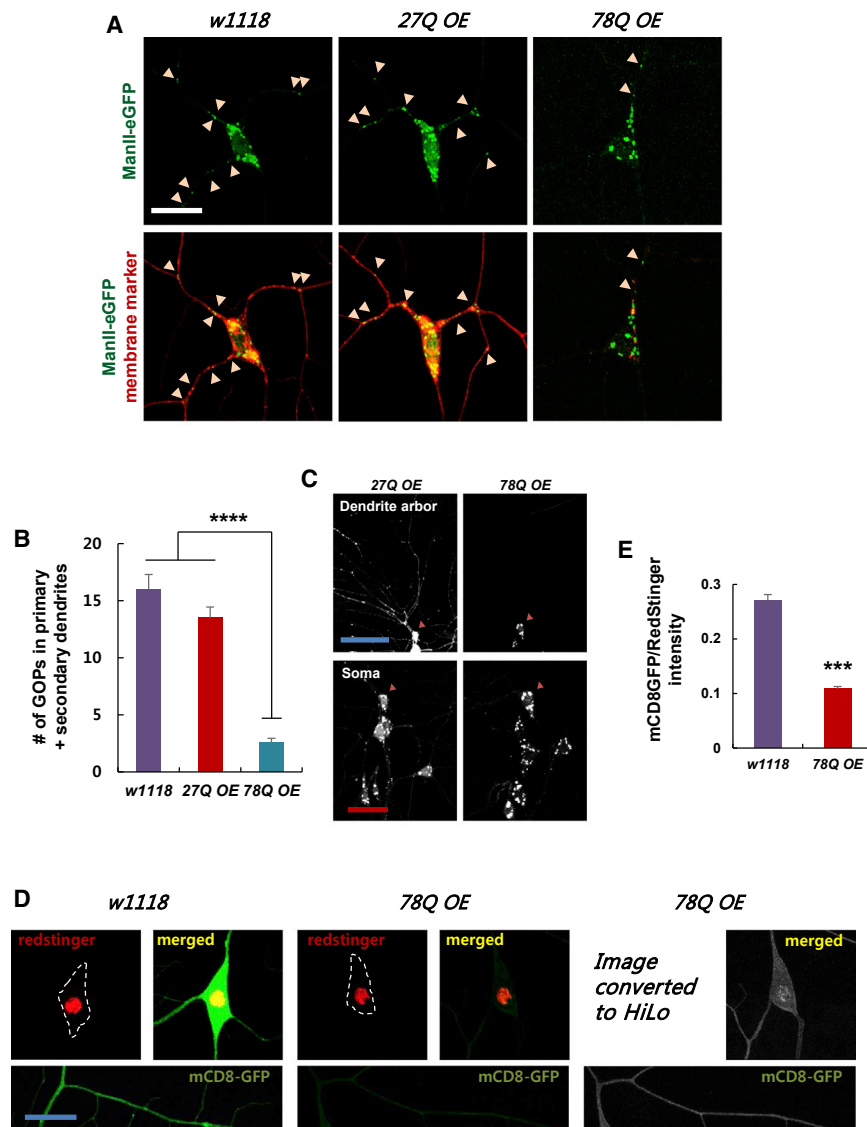 A
w1118
27Q OE
78Q OE
ManII-eGFP
ManII-eGFP
membrane marker
B
****
# of GOPs in primary
+ secondary dendrites
20
15
10
5
0
w1118
27Q OE
78Q OE
C
27Q OE
78Q OE
Dendrite arbor
Soma
E
mCD8GFP/RedStinger
intensity
0.3
0.2
0.1
0
***
w1118
78Q OE
D
w1118
78Q OE
78Q OE
redstinger
merged
redstinger
merged
Image
converted
to HiLo
merged
mCD8-GFP
mCD8-GFP
mCD8-GFP